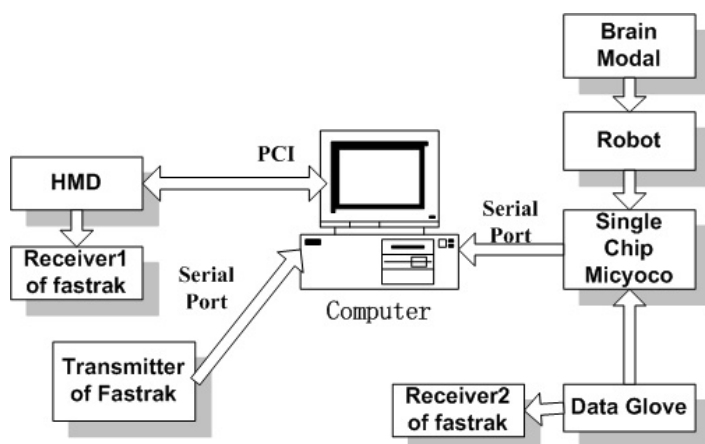 Brain
Modal
Robot
PCI
HMD
Serial
Port
Single
Chip
Micyoco
Receiver1
of fastrak
Serial
Port
Computer
Transmitter
of Fastrak
Receiver2
of fastrak
Data Glove